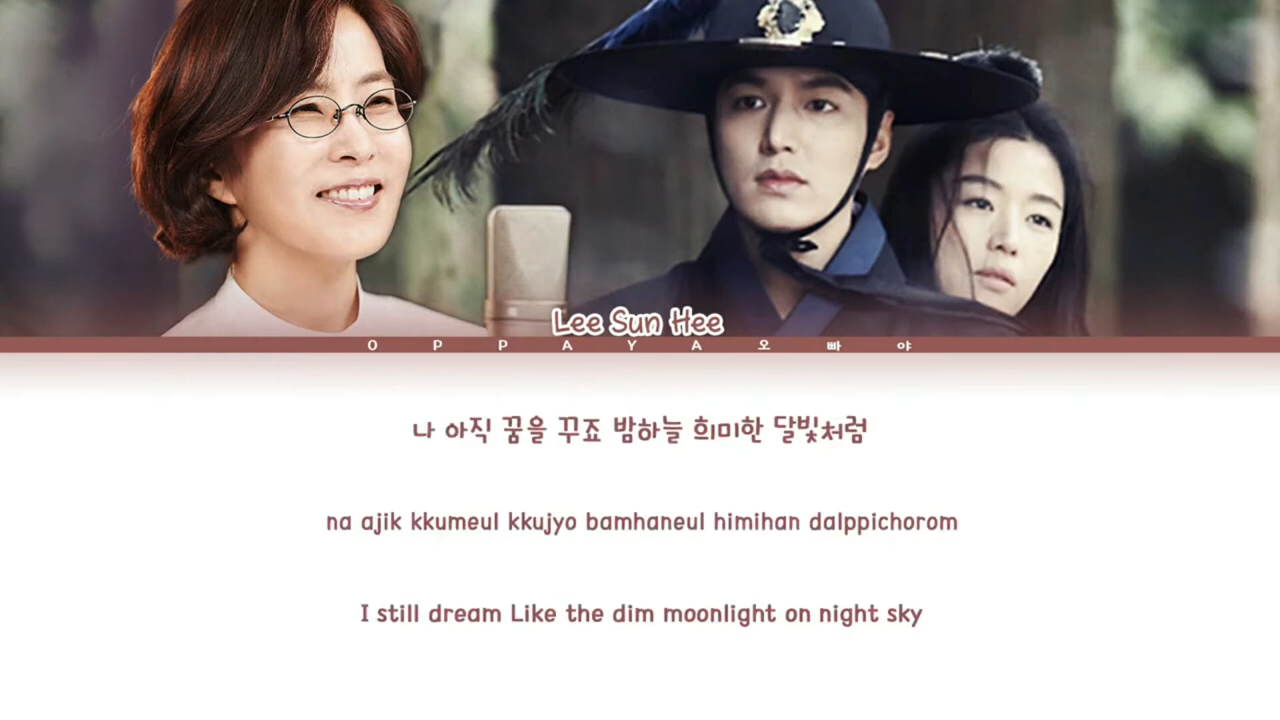 Lee Sun Hee
O P P A Y A 오 빠 야
나 아직 꿈을 꾸죠 밤하늘 희미한 달빛처럼
na ajik kkumeul kkujyo bamhaneul himihan dalppichorom
I still dream Like the dim moonlight on night sky